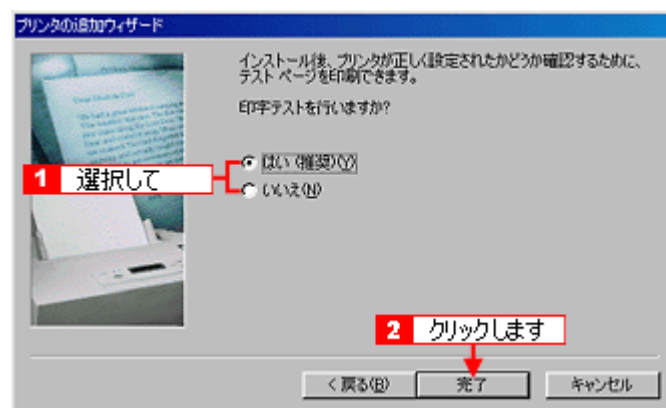 プリンタの追加ウィザード
インストール後、プリンタが正しく設定されたかどうか確認するために、
テスト ページを印刷できます。
印字テストを行いますか?
はい (推奨)(Y)
1 選択して
いいえ(N)
2 クリックします
< 戻る(B)
完了
キャンセル